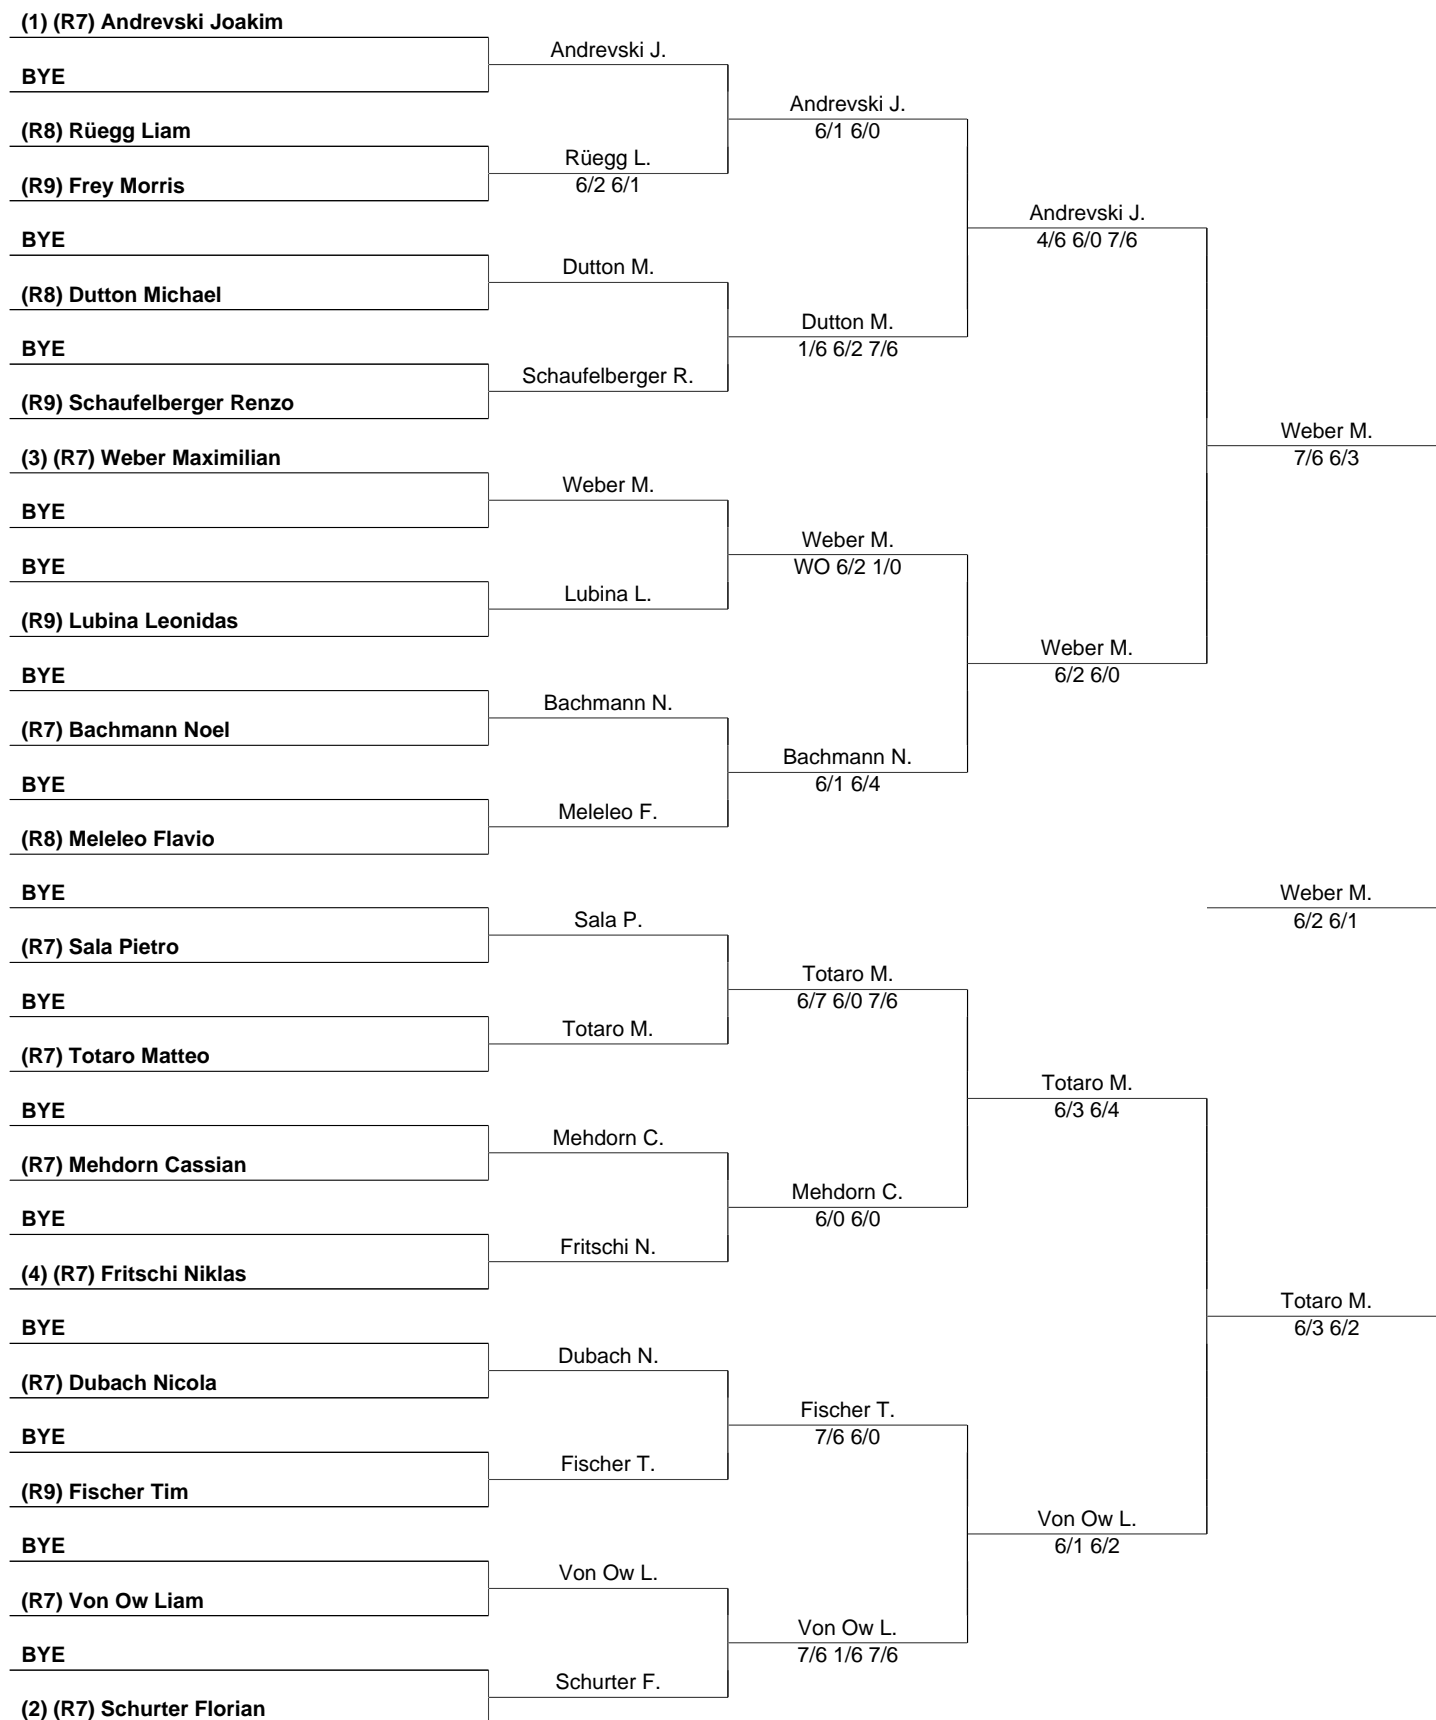 (1) (R7) Andrevski Joakim
BYE
(R8) Rüegg Liam
(R9) Frey Morris
BYE
(R8) Dutton Michael
BYE
(R9) Schaufelberger Renzo
(3) (R7) Weber Maximilian
BYE
BYE
(R9) Lubina Leonidas
BYE
(R7) Bachmann Noel
BYE
(R8) Meleleo Flavio
BYE
(R7) Sala Pietro
BYE
(R7) Totaro Matteo
BYE
(R7) Mehdorn Cassian
BYE
(4) (R7) Fritschi Niklas
BYE
(R7) Dubach Nicola
BYE
(R9) Fischer Tim
BYE
(R7) Von Ow Liam
BYE
(2) (R7) Schurter Florian
Andrevski J.
Rüegg L.
6/2 6/1
Dutton M.
Schaufelberger R.
Weber M.
Lubina L.
Bachmann N.
Meleleo F.
Sala P.
Totaro M.
Mehdorn C.
Fritschi N.
Dubach N.
Fischer T.
Von Ow L.
Schurter F.
Andrevski J.
6/1 6/0
Dutton M.
1/6 6/2 7/6
Weber M.
WO 6/2 1/0
Bachmann N.
6/1 6/4
Totaro M.
6/7 6/0 7/6
Mehdorn C.
6/0 6/0
Fischer T.
7/6 6/0
Von Ow L.
7/6 1/6 7/6
Andrevski J.
4/6 6/0 7/6
Weber M.
6/2 6/0
Totaro M.
6/3 6/4
Von Ow L.
6/1 6/2
Weber M.
7/6 6/3
Weber M.
6/2 6/1
Totaro M.
6/3 6/2